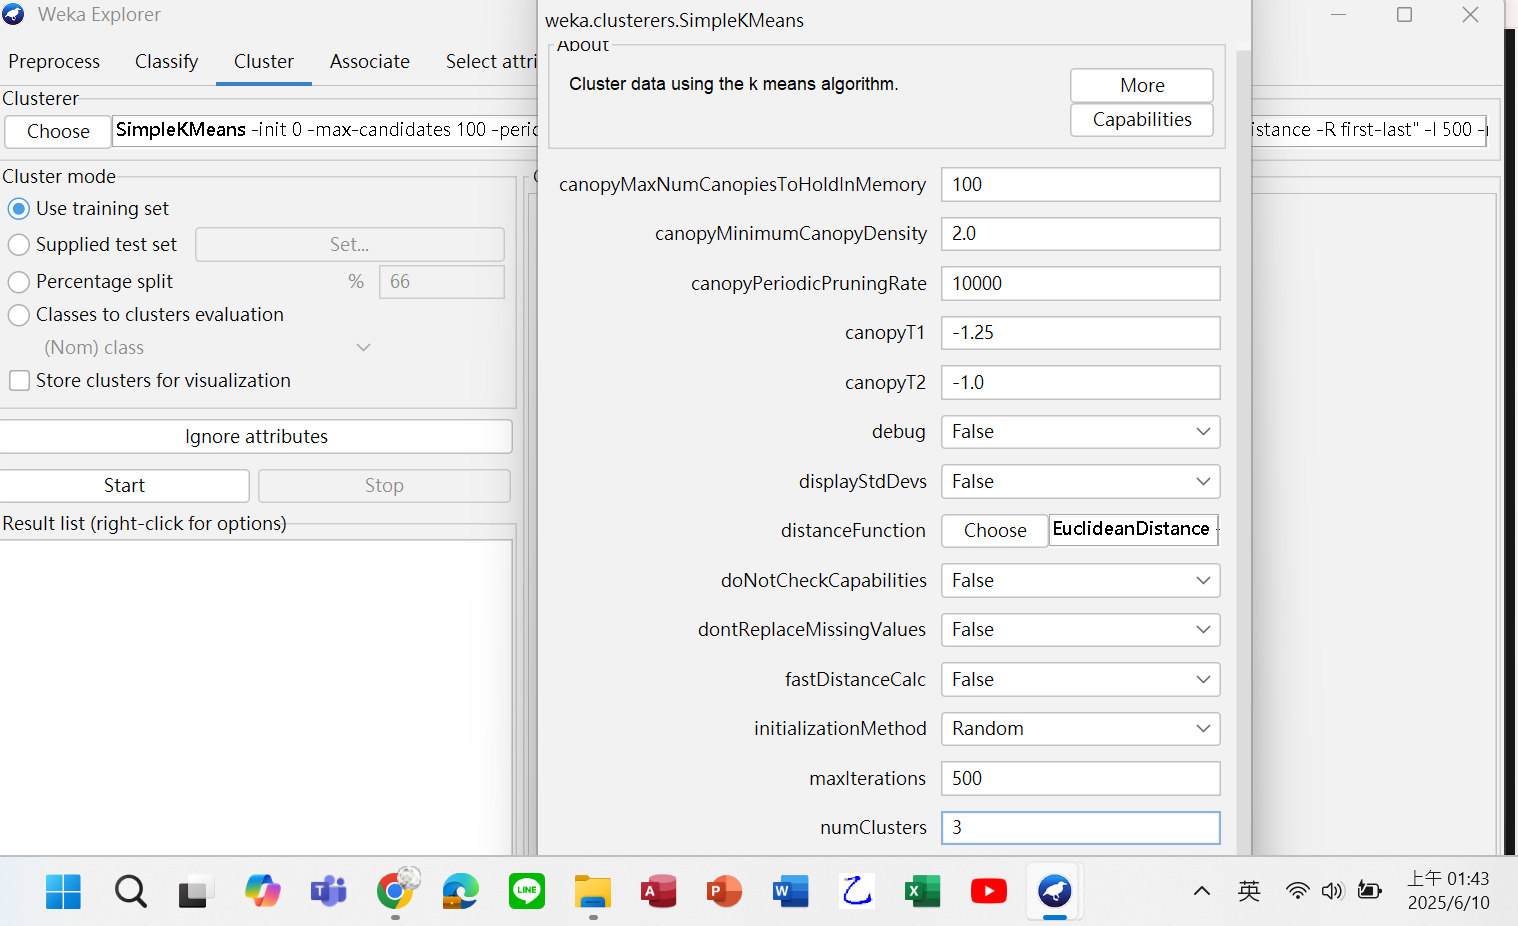 Weka Explorer
Preprocess Classify Cluster Associate Select attri
Clusterer
Choose SimpleKMeans -init 0 -max-candidates 100 -peri
istance -R first-last" -I 500 -
Cluster mode
Use training set
Supplied test set Set...
Percentage split % 66
Classes to clusters evaluation
(Nom) class
Store clusters for visualization
Ignore attributes
Start Stop
Result list (right-click for options)
weka.clusterers.SimpleKMeans
About
Cluster data using the k means algorithm.
More
Capabilities
canopyMaxNumCanopiesToHoldInMemory 100
canopyMinimumCanopyDensity 2.0
canopyPeriodicPruningRate 10000
canopyT1 -1.25
canopyT2 -1.0
debug False
displayStdDevs False
distanceFunction Choose EuclideanDistance -
doNotCheckCapabilities False
dontReplaceMissingValues False
fastDistanceCalc False
initializationMethod Random
maxIterations 500
numClusters 3
LINE
英
上午 01:43
2025/6/10